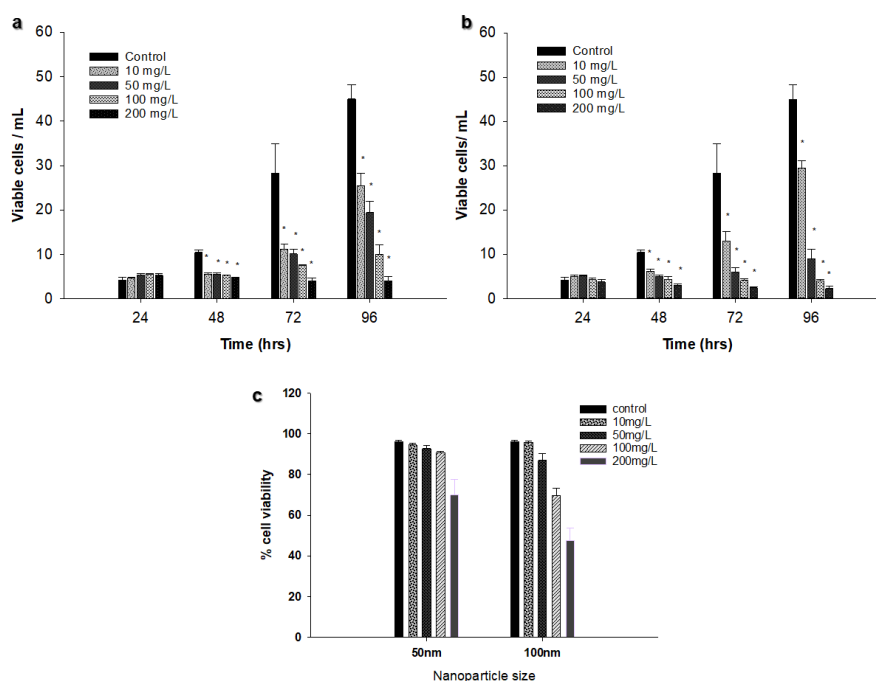 a
60
50
40
30
20
10
0
Viable cells/ mL
Control
10 mg/L
50 mg/L
100 mg/L
200 mg/L
* * * *
* * * *
* * * *
24 48 72 96
Time (hrs)
b
60
50
40
30
20
10
0
Viable cells/ mL
Control
10 mg/L
50 mg/L
100 mg/L
200 mg/L
* * * *
* * * *
* * * *
24 48 72 96
Time (hrs)
c
120
100
80
60
40
20
0
% cell viability
control
10mg/L
50mg/L
100mg/L
200mg/L
50nm 100nm
Nanoparticle size